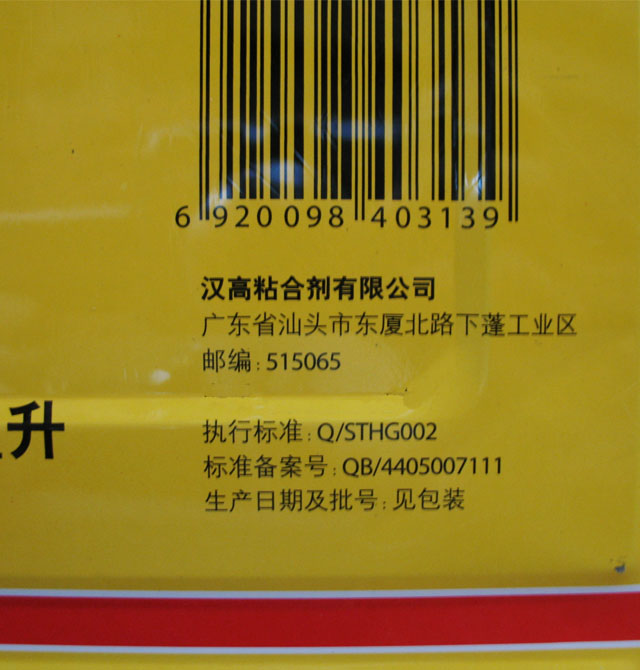 6 920098 403139
汉高粘合剂有限公司
广东省汕头市东厦北路下蓬工业区
邮编:515065
升
执行标准:Q/STHG002
标准备案号:QB/4405007111
生产日期及批号:见包装